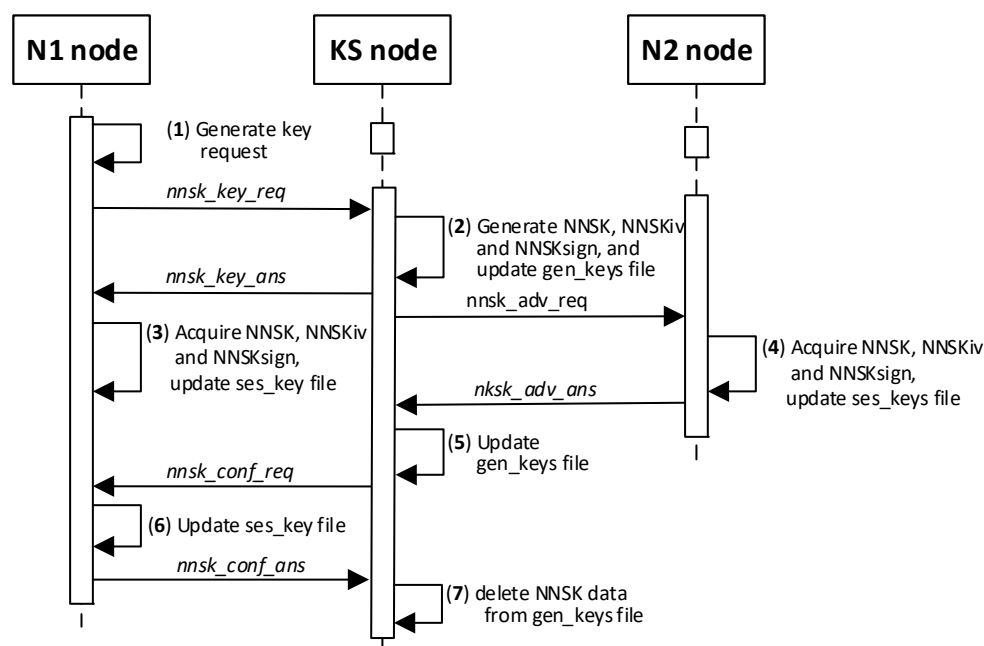 N1 node
KS node
N2 node
(1) Generate key
request
nnsk_key_req
(2) Generate NNSK, NNSKiv
and NNSKsign, and
update gen_keys file
nnsk_key_ans
nnsk_adv_req
(3) Acquire NNSK, NNSKiv
and NNSKsign,
update ses_key file
(4) Acquire NNSK, NNSKiv
and NNSKsign,
update ses_keys file
nksk_adv_ans
(5) Update
gen_keys file
nnsk_conf_req
(6) Update ses_key file
nnsk_conf_ans
(7) delete NNSK data
from gen_keys file